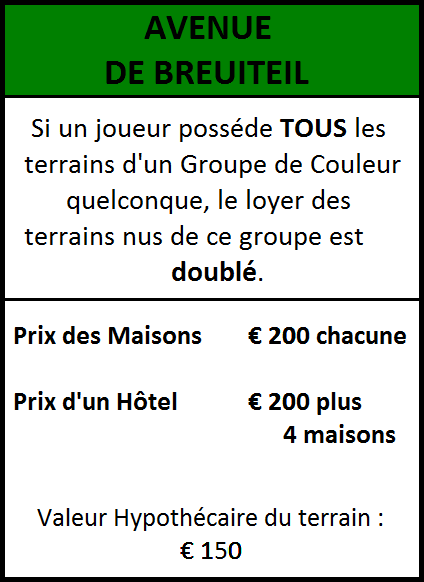 AVENUE
DE BREUITEIL
Si un joueur posséde TOUS les
terrains d'un Groupe de Couleur
quelconque, le loyer des
terrains nus de ce groupe est
doublé.
Prix des Maisons € 200 chacune
Prix d'un Hôtel € 200 plus
4 maisons
Valeur Hypothécaire du terrain :
€ 150